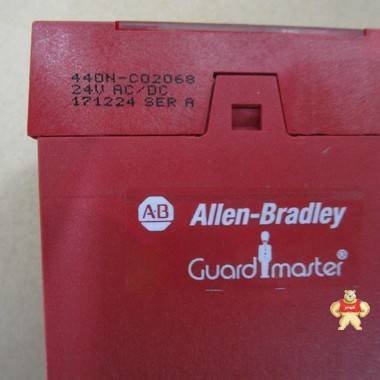 440N-C02068
24V AC/DC
171224 SER A
AB Allen-Bradley
Guardmaster®